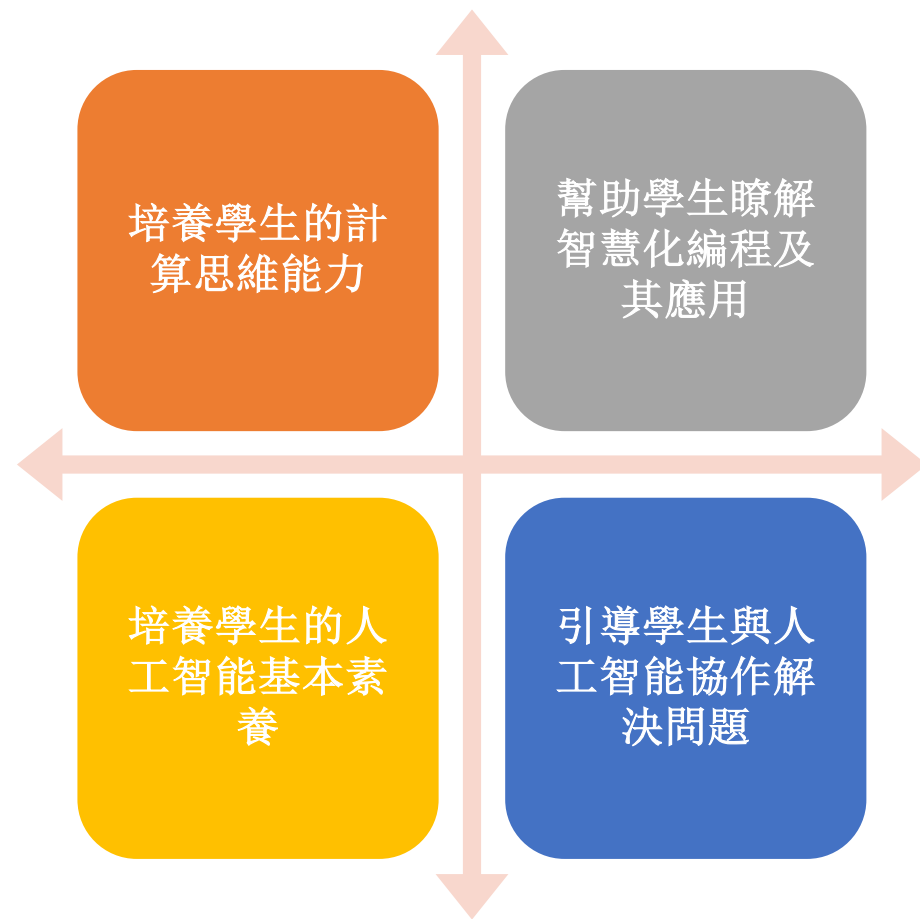 培養學生的計
算思維能力
幫助學生瞭解
智慧化編程及
其應用
培養學生的人
工智能基本素
養
引導學生與人
工智能協作解
決問題